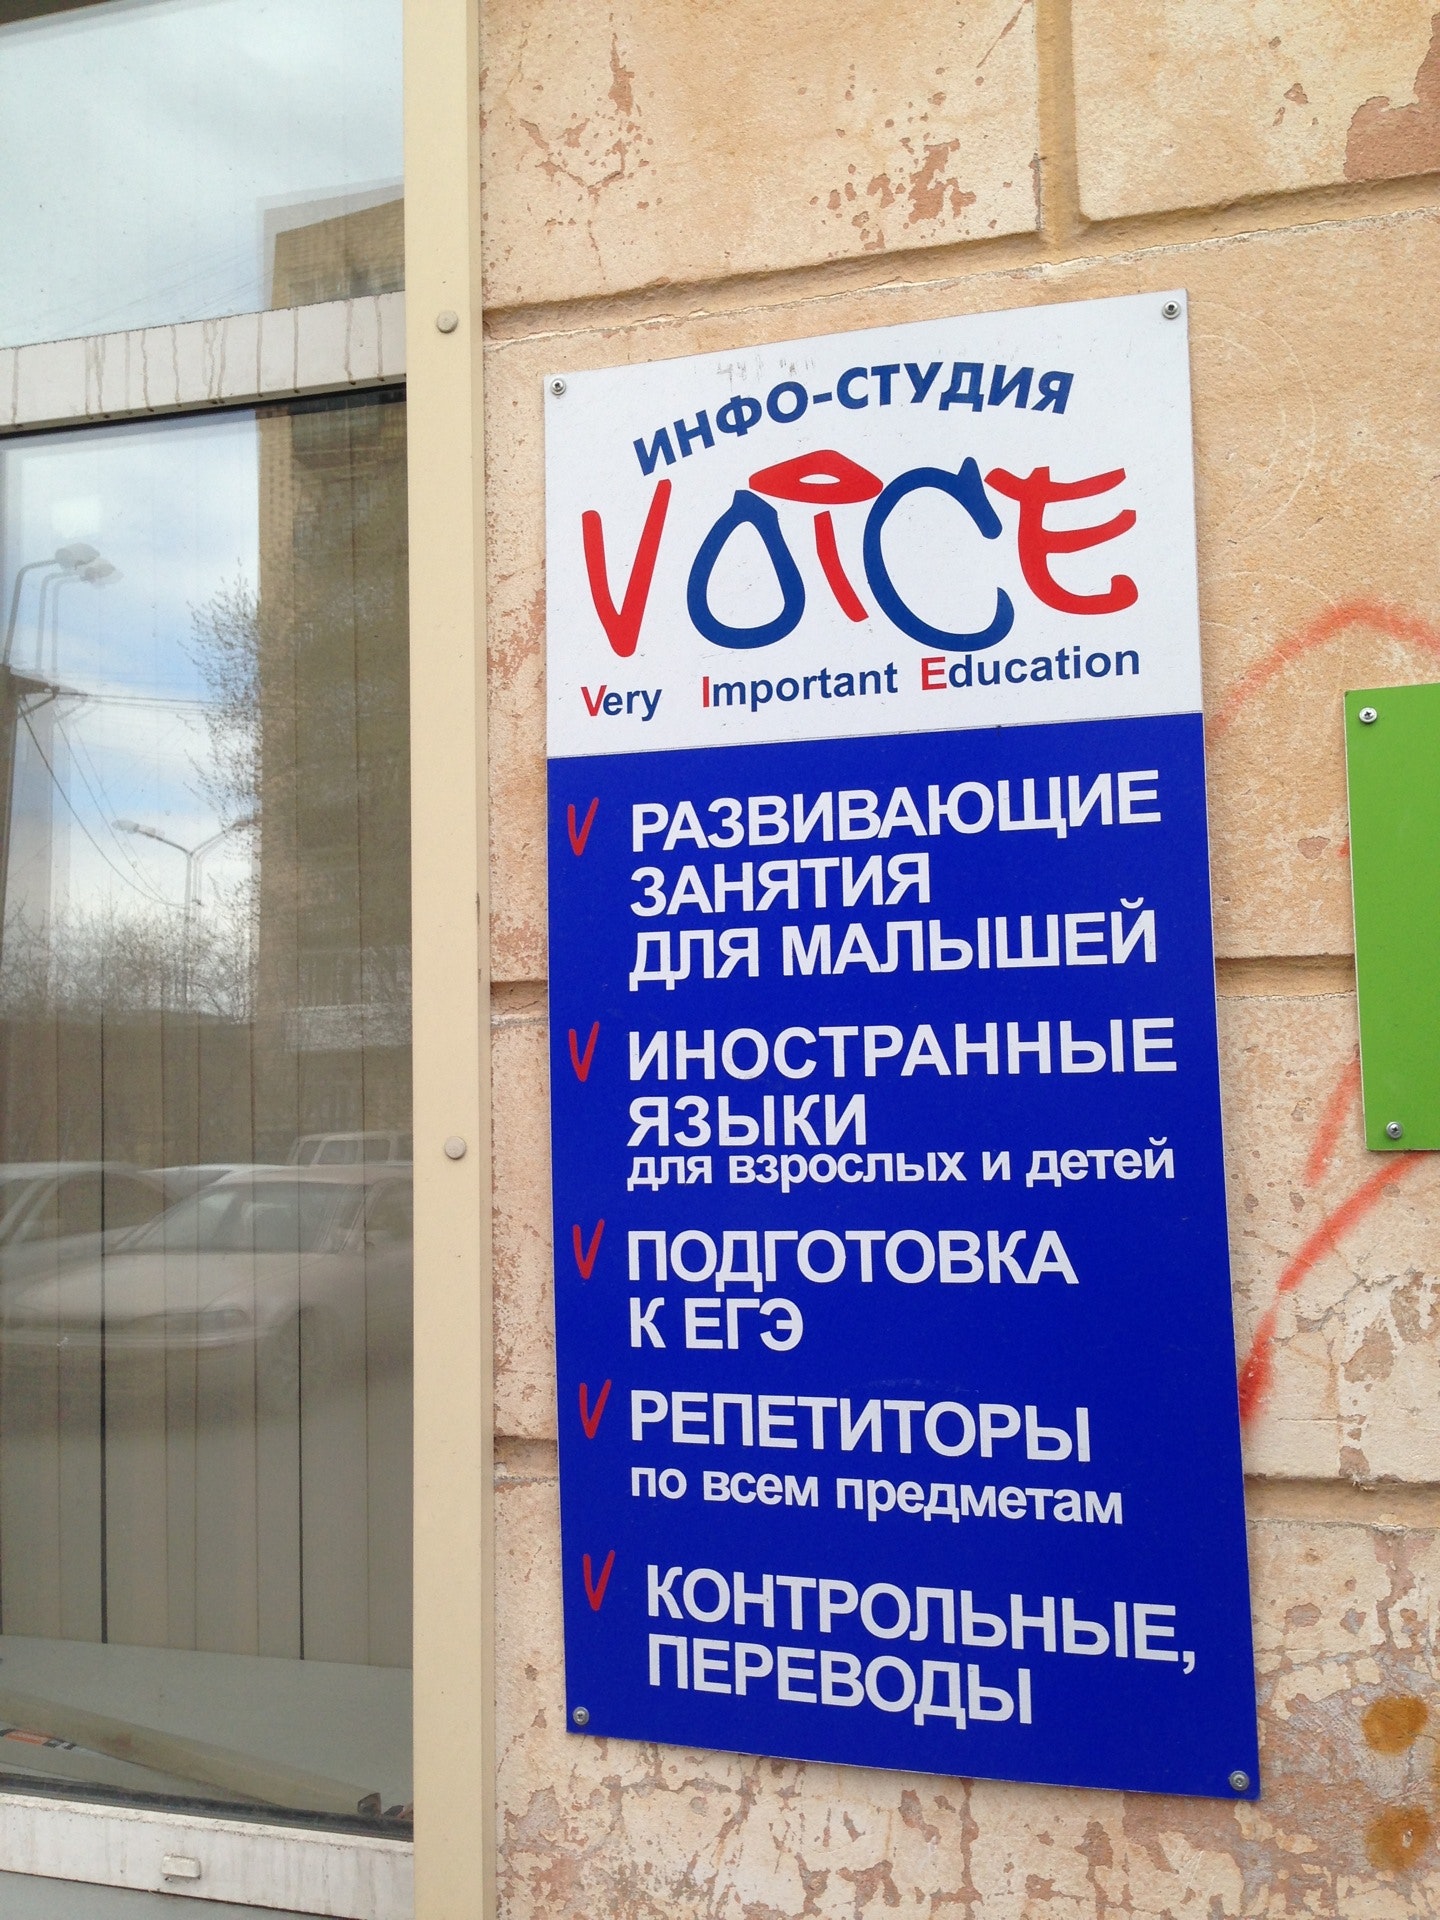 ИНФО-СТУДИЯ
VOiCE
Very Important Education
V РАЗВИВАЮЩИЕ
ЗАНЯТИЯ
ДЛЯ МАЛЫШЕЙ
V ИНОСТРАННЫЕ
ЯЗЫКИ
для взрослых и детей
V ПОДГОТОВКА
К ЕГЭ
V РЕПЕТИТОРЫ
по всем предметам
V КОНТРОЛЬНЫЕ,
ПЕРЕВОДЫ